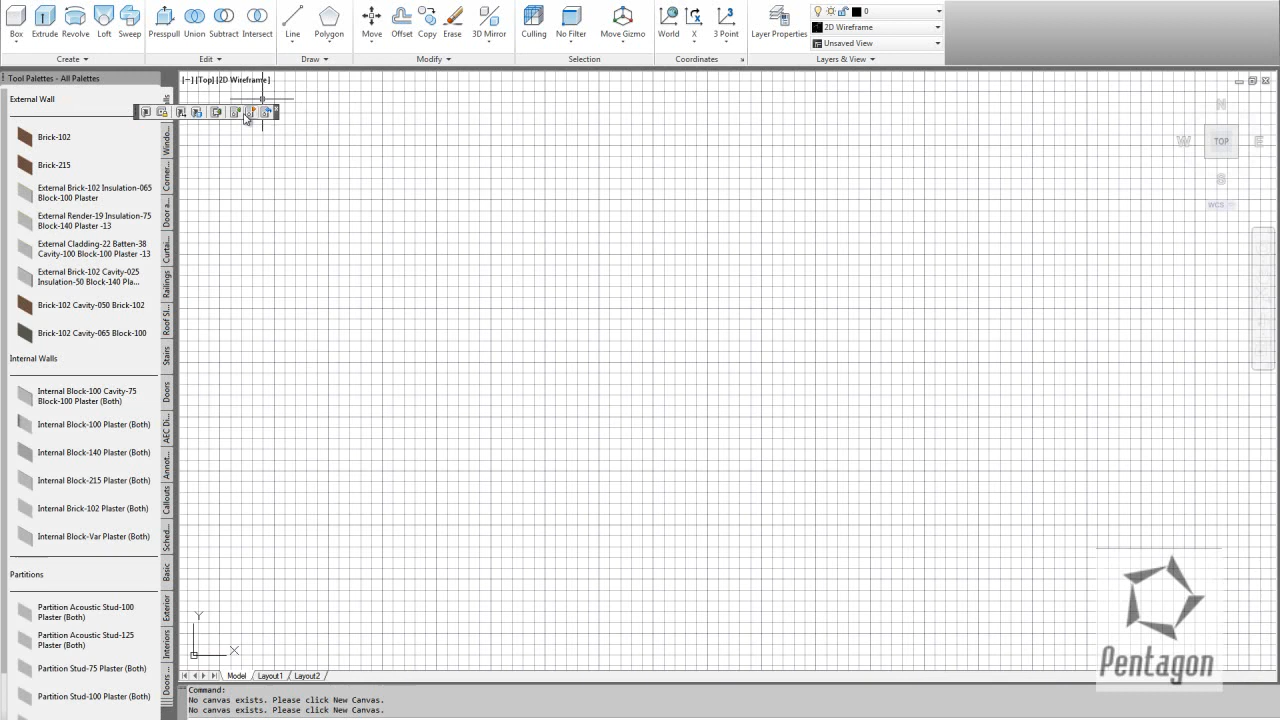 Box
Extrude
Revolve
Loft
Sweep
Presspull
Union
Subtract
Intersect
Line
Polygon
Move
Offset
Copy
Erase
3D Mirror
Culling
No Filter
Move Gizmo
World
X
3 Point
Layer Properties
0
2D Wireframe
Unsaved View
Create
Edit
Draw
Modify
Selection
Coordinates
Layers & View
Tool Palettes - All Palettes
[−] [Top] [2D Wireframe]
External Wall
Brick-102
Brick-215
External Brick-102 Insulation-065
Block-100 Plaster
External Render-19 Insulation-75
Block-140 Plaster -13
External Cladding-22 Batten-38
Cavity-100 Block-100 Plaster -13
External Brick-102 Cavity-025
Insulation-50 Block-140 Pla...
Brick-102 Cavity-050 Brick-102
Brick-102 Cavity-065 Block-100
Internal Walls
Internal Block-100 Cavity-75
Block-100 Plaster (Both)
Internal Block-100 Plaster (Both)
Internal Block-140 Plaster (Both)
Internal Block-215 Plaster (Both)
Internal Brick-102 Plaster (Both)
Internal Block-Var Plaster (Both)
Partitions
Partition Acoustic Stud-100
Plaster (Both)
Partition Acoustic Stud-125
Plaster (Both)
Partition Stud-75 Plaster (Both)
Partition Stud-100 Plaster (Both)
Windo...
Corner...
Door a...
Curtai...
Railings
Roof Sl...
Stairs
Doors
AEC Di...
Annot...
Callouts
Sched...
Basic
Exterior
Interiors
Doors...
N
W
TOP
E
S
WCS
Y
X
Pentagon
Model
Layout1
Layout2
Command:
No canvas exists. Please click New Canvas.
No canvas exists. Please click New Canvas.